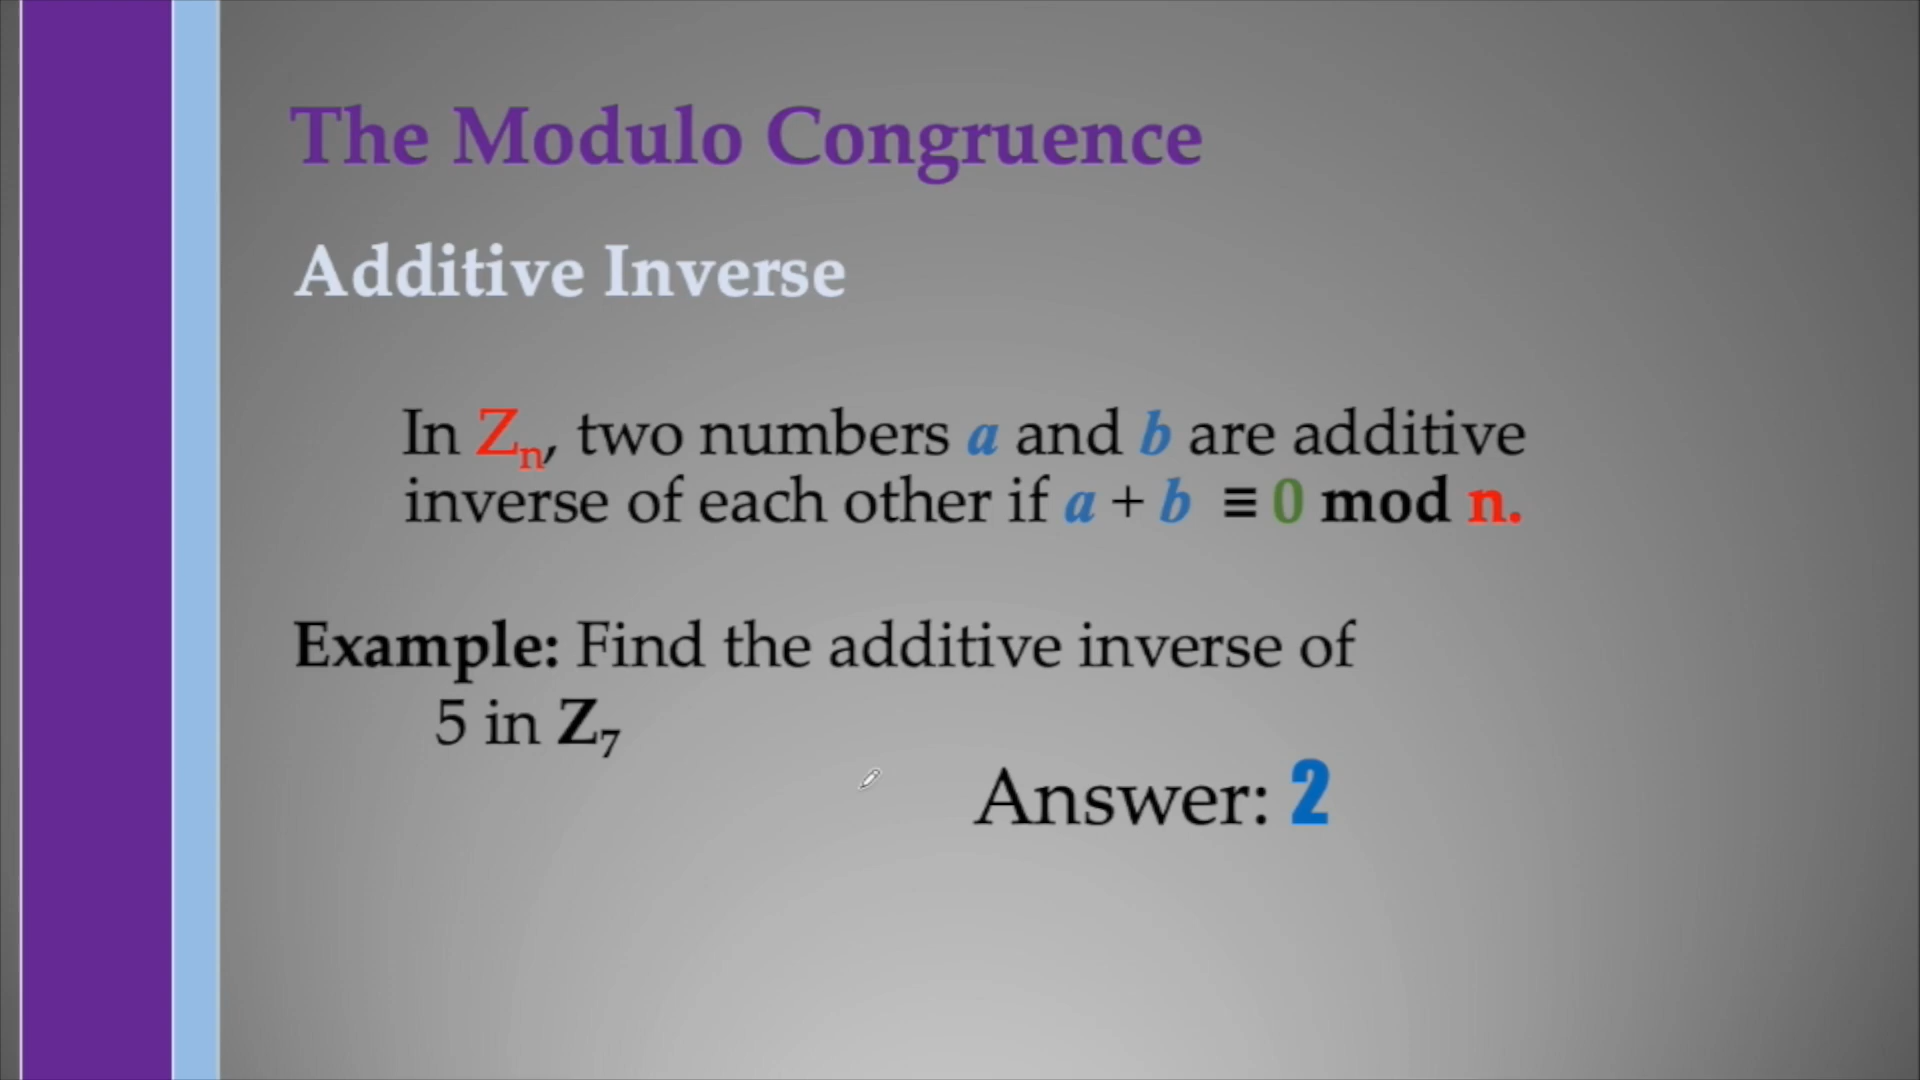 The Modulo Congruence
Additive Inverse
In Zₙ, two numbers a and b are additive
inverse of each other if a + b ≡ 0 mod n.
Example: Find the additive inverse of
5 in Z₇
Answer: 2